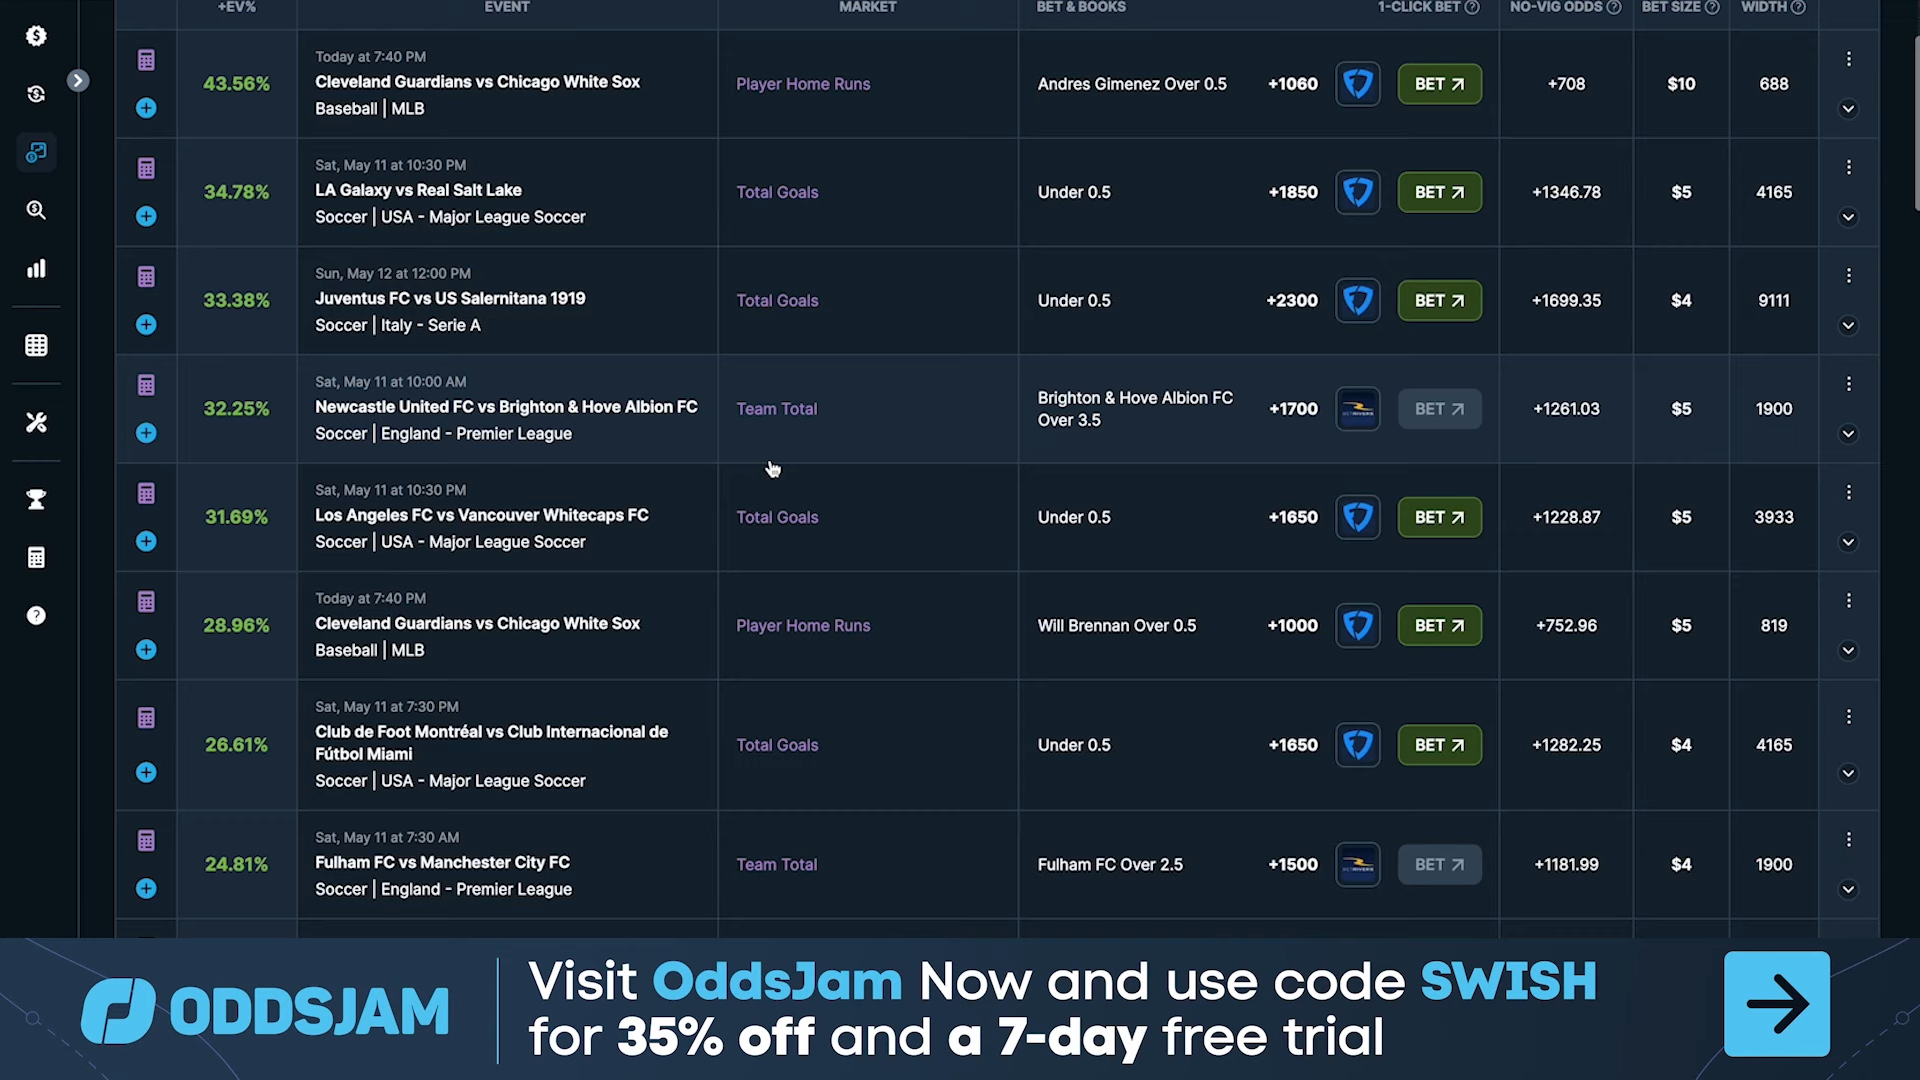 +EV% EVENT MARKET BET & BOOKS 1-CLICK BET ? NO-VIG ODDS ? BET SIZE ? WIDTH ?
Today at 7:40 PM
43.56% Cleveland Guardians vs Chicago White Sox Player Home Runs Andres Gimenez Over 0.5 +1060 BET +708 $10 688
Baseball | MLB
Sat, May 11 at 10:30 PM
34.78% LA Galaxy vs Real Salt Lake Total Goals Under 0.5 +1850 BET +1346.78 $5 4165
Soccer | USA - Major League Soccer
Sun, May 12 at 12:00 PM
33.38% Juventus FC vs US Salernitana 1919 Total Goals Under 0.5 +2300 BET +1699.35 $4 9111
Soccer | Italy - Serie A
Sat, May 11 at 10:00 AM
32.25% Newcastle United FC vs Brighton & Hove Albion FC Team Total Brighton & Hove Albion FC Over 3.5 +1700 BETRIVERS BET +1261.03 $5 1900
Soccer | England - Premier League
Sat, May 11 at 10:30 PM
31.69% Los Angeles FC vs Vancouver Whitecaps FC Total Goals Under 0.5 +1650 BET +1228.87 $5 3933
Soccer | USA - Major League Soccer
Today at 7:40 PM
28.96% Cleveland Guardians vs Chicago White Sox Player Home Runs Will Brennan Over 0.5 +1000 BET +752.96 $5 819
Baseball | MLB
Sat, May 11 at 7:30 PM
26.61% Club de Foot Montréal vs Club Internacional de Fútbol Miami Total Goals Under 0.5 +1650 BET +1282.25 $4 4165
Soccer | USA - Major League Soccer
Sat, May 11 at 7:30 AM
24.81% Fulham FC vs Manchester City FC Team Total Fulham FC Over 2.5 +1500 BETRIVERS BET +1181.99 $4 1900
Soccer | England - Premier League
ODDSJAM
Visit OddsJam Now and use code SWISH
for 35% off and a 7-day free trial